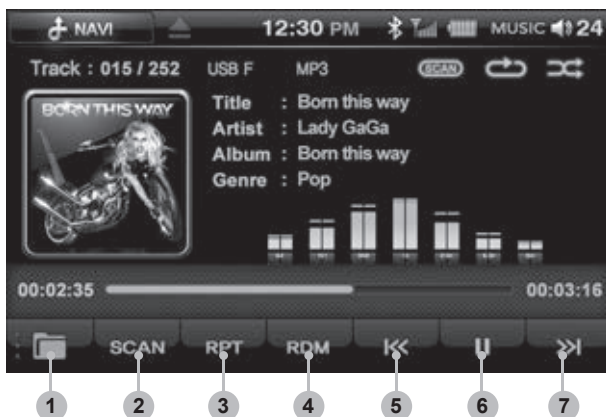 NAVI 12:30 PM MUSIC 24
Track : 015 / 252 USB F MP3 SCAN
BORN THIS WAY
Title : Born this way
Artist : Lady GaGa
Album : Born this way
Genre : Pop
00:02:35 00:03:16
SCAN RPT RDM
1 2 3 4 5 6 7